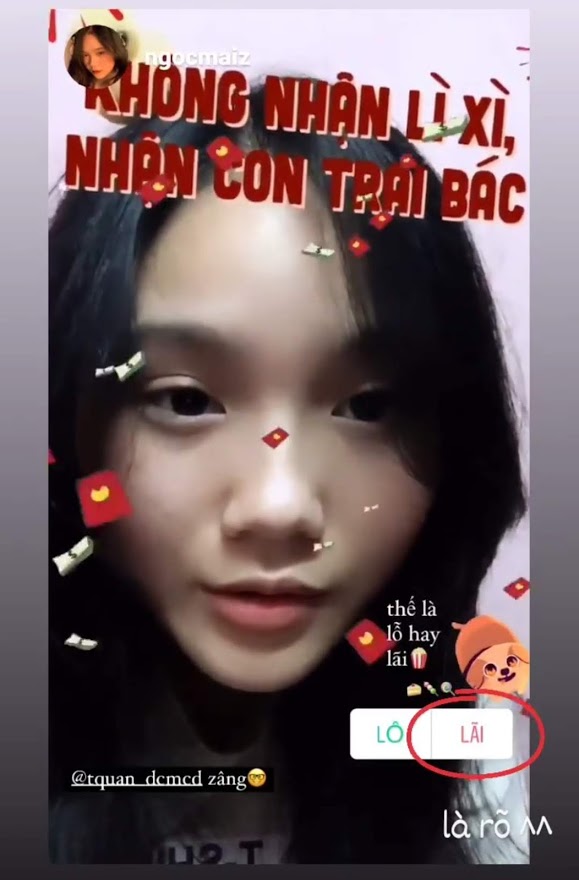 ngocmaiz
KHÔNG NHẬN LÌ XÌ,
NHẬN CON TRAI BÁC
thế là
lỗ hay
lãi🍿
🍰🍡🍭
LÔ
LÃI
@tquan_dcmcd zâng🤓
là rõ ^^